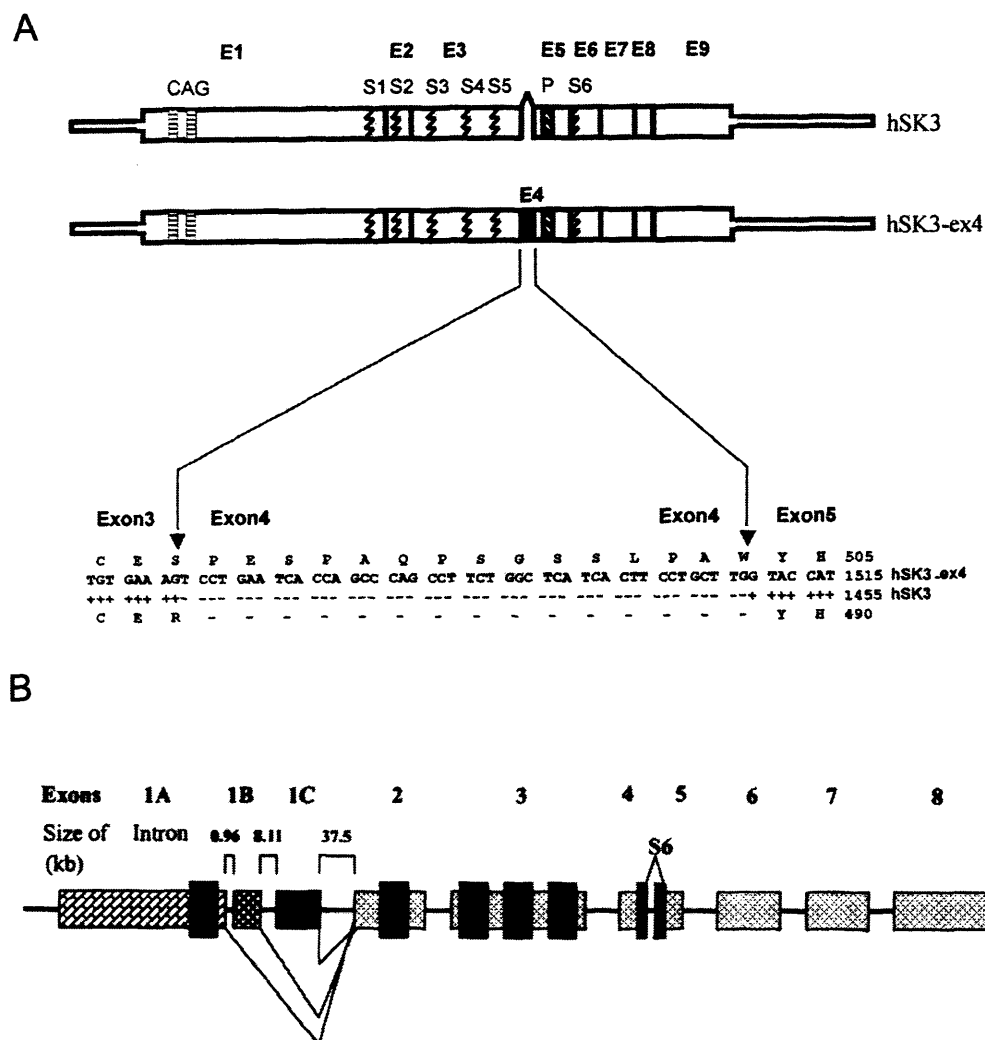 A
E1 E2 E3 E5 E6 E7 E8 E9
CAG S1 S2 S3 S4 S5 P S6
hSK3
E4
hSK3-ex4
Exon3 Exon4 Exon4 Exon5
C E S P E S P A Q P S G S S L P A W Y H 505
TGT GAA AGT CCT GAA TCA CCA GCC CAG CCT TCT GGC TCA TCA CTT CCT GCT TGG TAC CAT 1515 hSK3-ex4
+++ +++ ++- --- --- --- --- --- --- --- --- --- --- --- --- --- --- --+ +++ +++ 1455 hSK3
C E R - - - - - - - - - - - - - - Y H 490
B
Exons 1A 1B 1C 2 3 4 5 6 7 8
Size of Intron 0.96 8.11 37.5
(kb)
S6